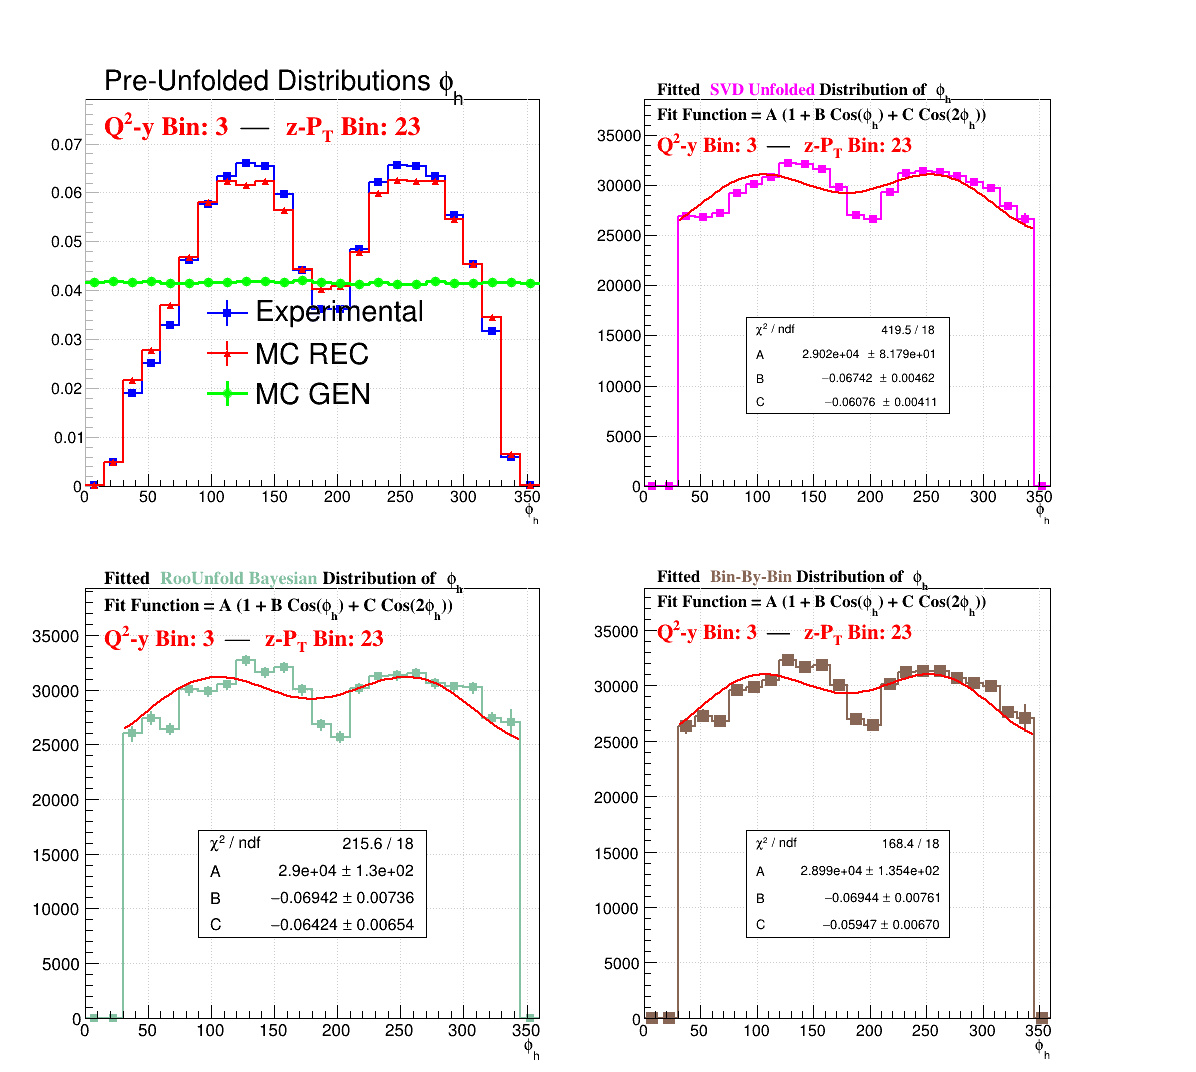 Pre-Unfolded Distributions ϕh
Q2-y Bin: 3 — z-PT Bin: 23
0.07
0.06
0.05
0.04
0.03
0.02
0.01
0
Experimental
MC REC
MC GEN
0 50 100 150 200 250 300 350
ϕh
Fitted SVD Unfolded Distribution of ϕh
Fit Function = A (1 + B Cos(ϕh) + C Cos(2ϕh))
Q2-y Bin: 3 — z-PT Bin: 23
35000
30000
25000
20000
15000
10000
5000
0
χ2 / ndf 419.5 / 18
A 2.902e+04 ± 8.179e+01
B −0.06742 ± 0.00462
C −0.06076 ± 0.00411
0 50 100 150 200 250 300 350
ϕh
Fitted RooUnfold Bayesian Distribution of ϕh
Fit Function = A (1 + B Cos(ϕh) + C Cos(2ϕh))
Q2-y Bin: 3 — z-PT Bin: 23
35000
30000
25000
20000
15000
10000
5000
0
χ2 / ndf 215.6 / 18
A 2.9e+04 ± 1.3e+02
B −0.06942 ± 0.00736
C −0.06424 ± 0.00654
0 50 100 150 200 250 300 350
ϕh
Fitted Bin-By-Bin Distribution of ϕh
Fit Function = A (1 + B Cos(ϕh) + C Cos(2ϕh))
Q2-y Bin: 3 — z-PT Bin: 23
35000
30000
25000
20000
15000
10000
5000
0
χ2 / ndf 168.4 / 18
A 2.899e+04 ± 1.354e+02
B −0.06944 ± 0.00761
C −0.05947 ± 0.00670
0 50 100 150 200 250 300 350
ϕh